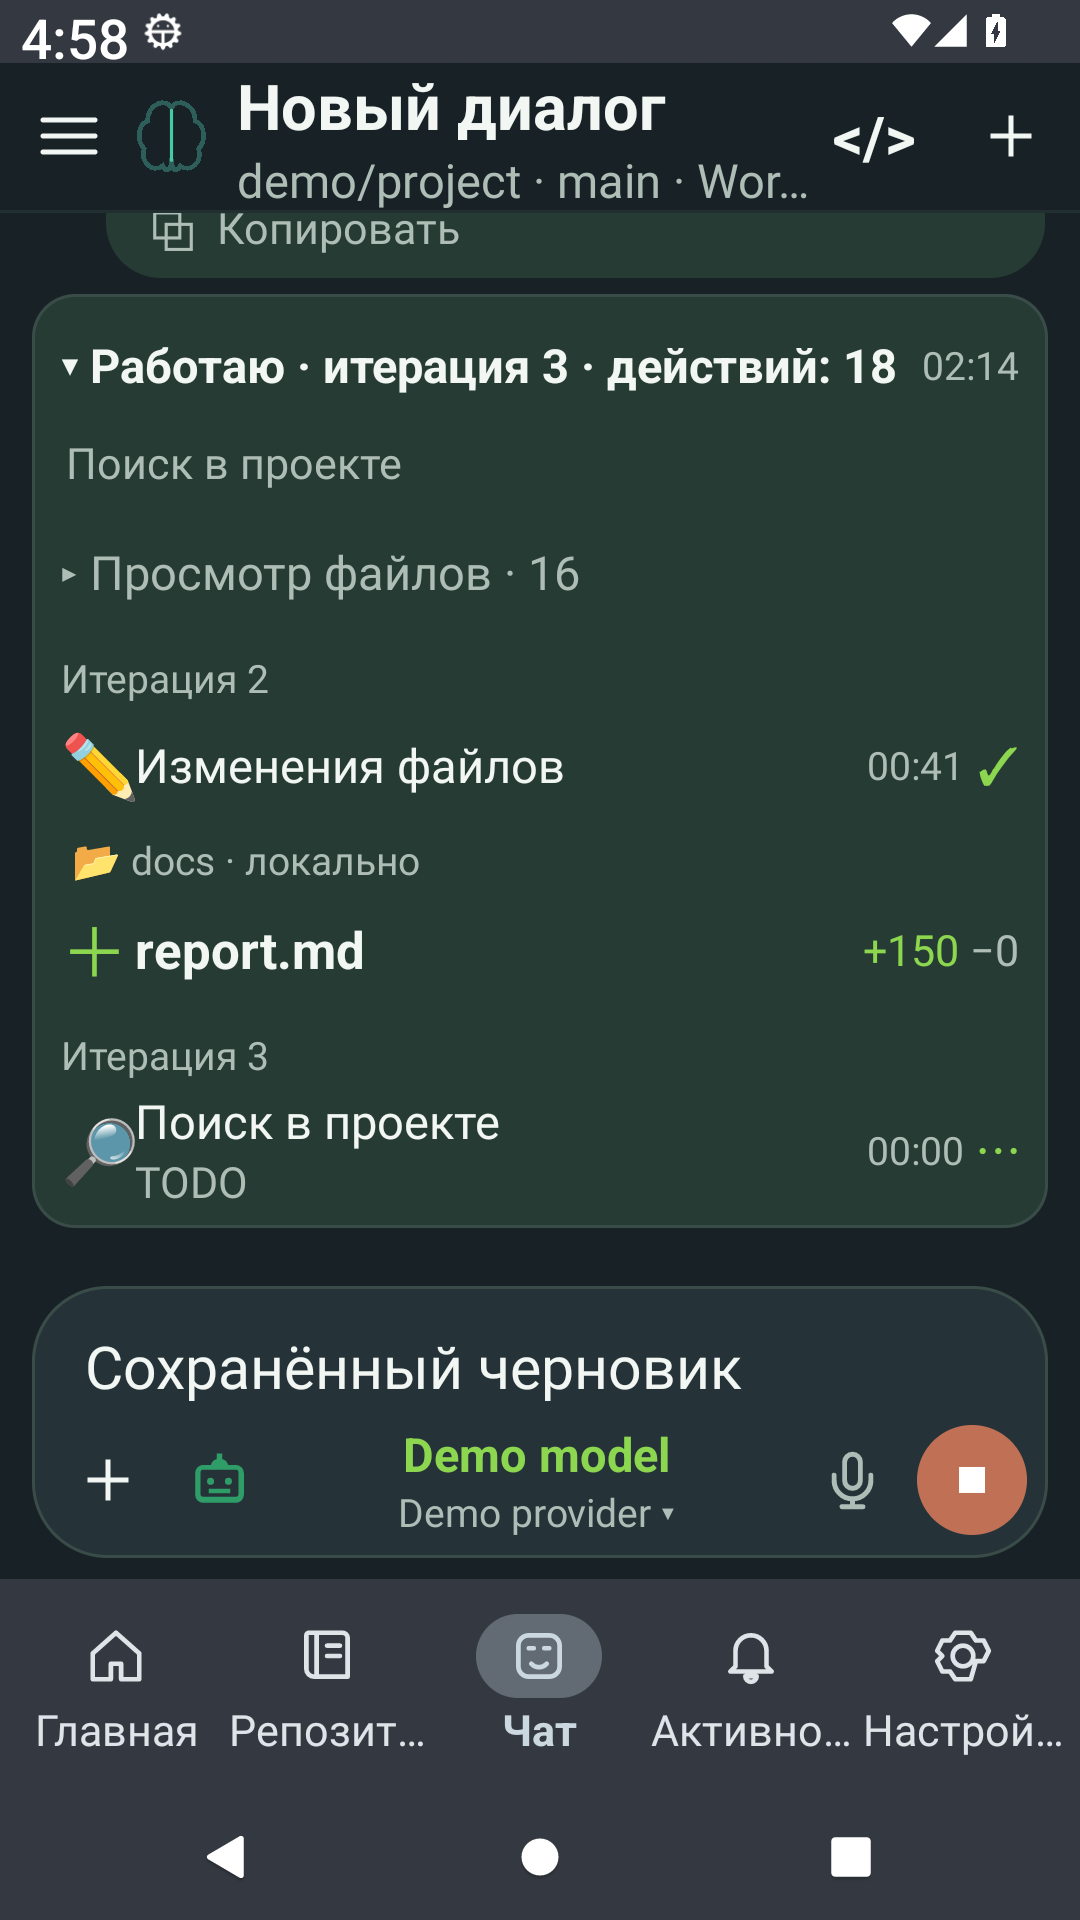 4:58
Новый диалог
demo/project · main · Wor…
</>
Копировать
Работаю · итерация 3 · действий: 18 02:14
Поиск в проекте
Просмотр файлов · 16
Итерация 2
Изменения файлов 00:41
docs · локально
report.md +150 −0
Итерация 3
Поиск в проекте
TODO
00:00
Сохранённый черновик
Demo model
Demo provider
Главная Репозит… Чат Активно… Настрой…